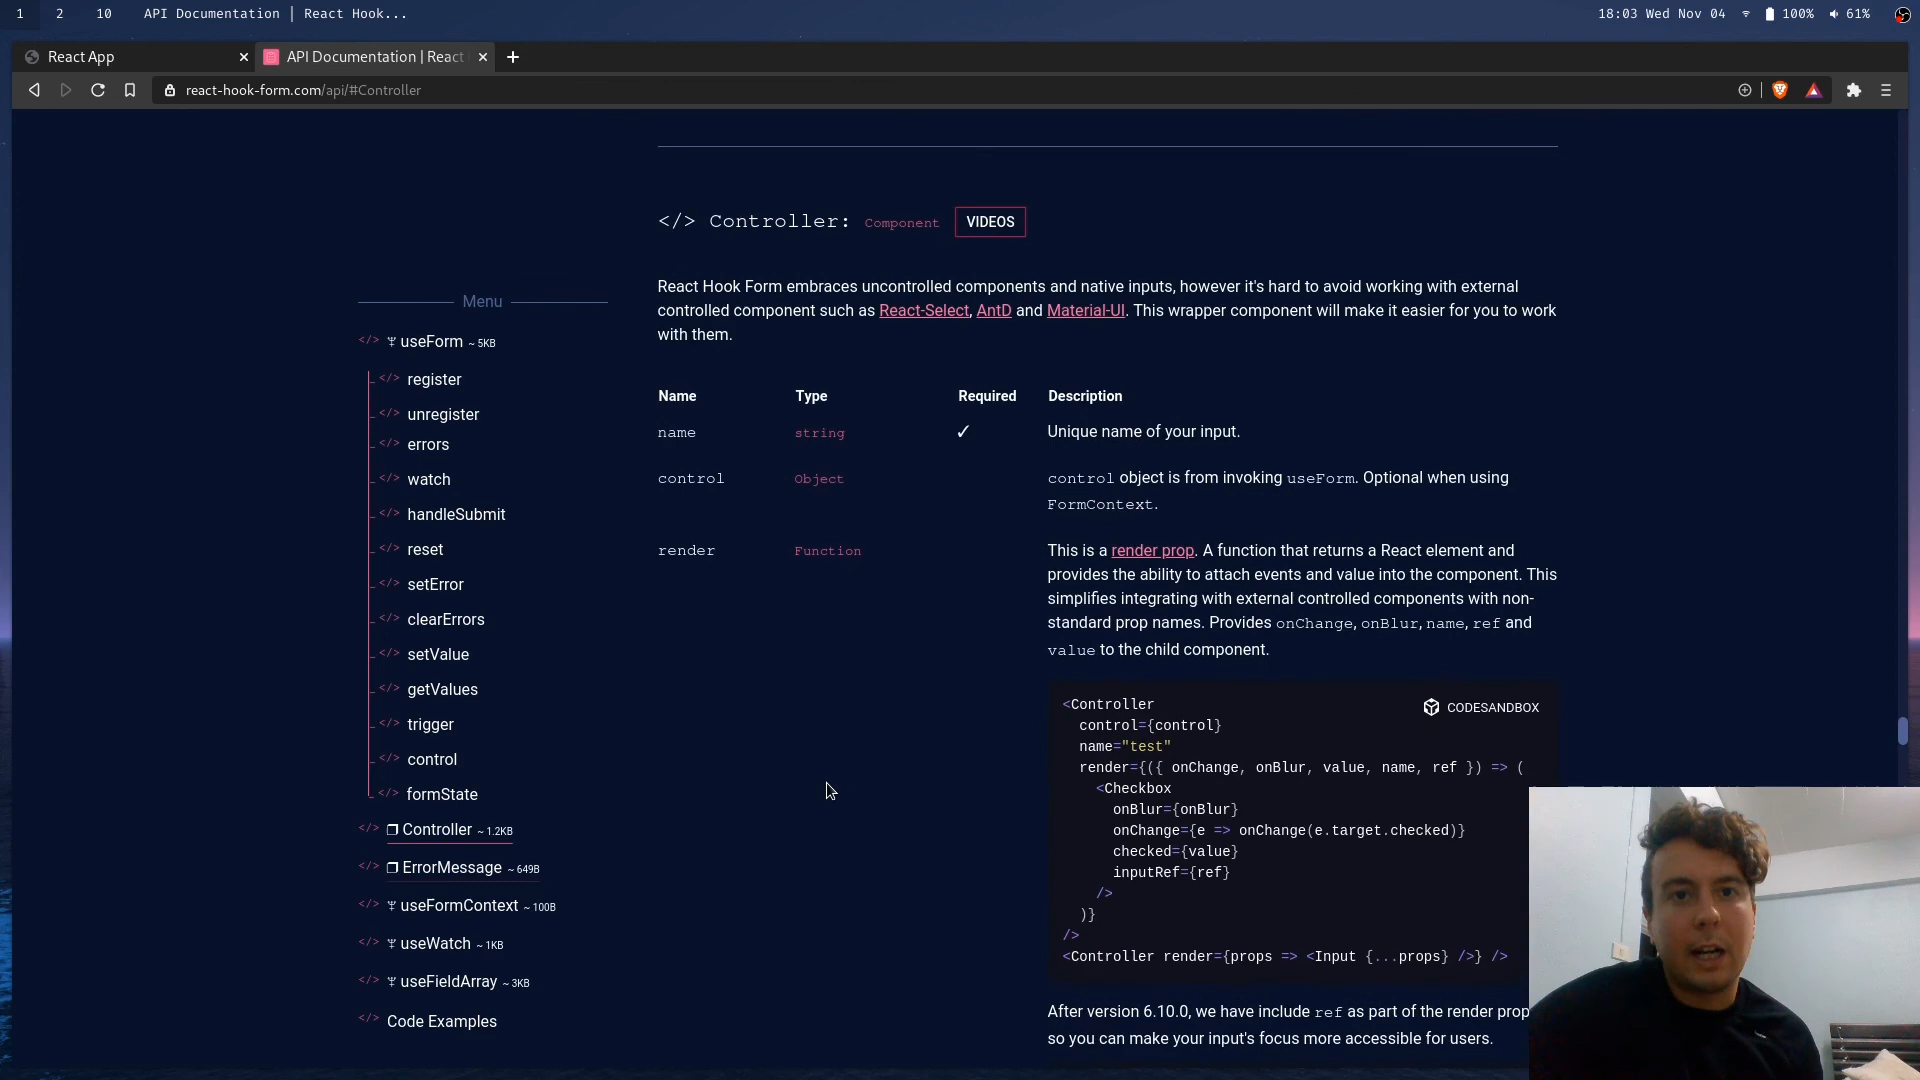 1 2 10 API Documentation | React Hook... 18:03 Wed Nov 04 100% 61%
React App API Documentation | React
react-hook-form.com/api/#Controller
</> Controller: Component VIDEOS
React Hook Form embraces uncontrolled components and native inputs, however it's hard to avoid working with external
controlled component such as React-Select, AntD and Material-UI. This wrapper component will make it easier for you to work
with them.
Menu
</> useForm ~ 5KB
</> register
</> unregister
</> errors
</> watch
</> handleSubmit
</> reset
</> setError
</> clearErrors
</> setValue
</> getValues
</> trigger
</> control
</> formState
</> Controller ~ 1.2KB
</> ErrorMessage ~ 649B
</> useFormContext ~ 100B
</> useWatch ~ 1KB
</> useFieldArray ~ 3KB
</> Code Examples
Name Type Required Description
name string ✓ Unique name of your input.
control Object control object is from invoking useForm. Optional when using
FormContext.
render Function This is a render prop. A function that returns a React element and
provides the ability to attach events and value into the component. This
simplifies integrating with external controlled components with non-
standard prop names. Provides onChange, onBlur, name, ref and
value to the child component.
<Controller CODESANDBOX
control={control}
name="test"
render={({ onChange, onBlur, value, name, ref }) => (
<Checkbox
onBlur={onBlur}
onChange={e => onChange(e.target.checked)}
checked={value}
inputRef={ref}
/>
)}
/>
<Controller render={props => <Input {...props} />} />
After version 6.10.0, we have include ref as part of the render prop
so you can make your input's focus more accessible for users.